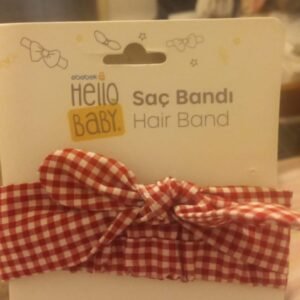 ebebek
Hello
BABY.
Saç Bandı
Hair Band